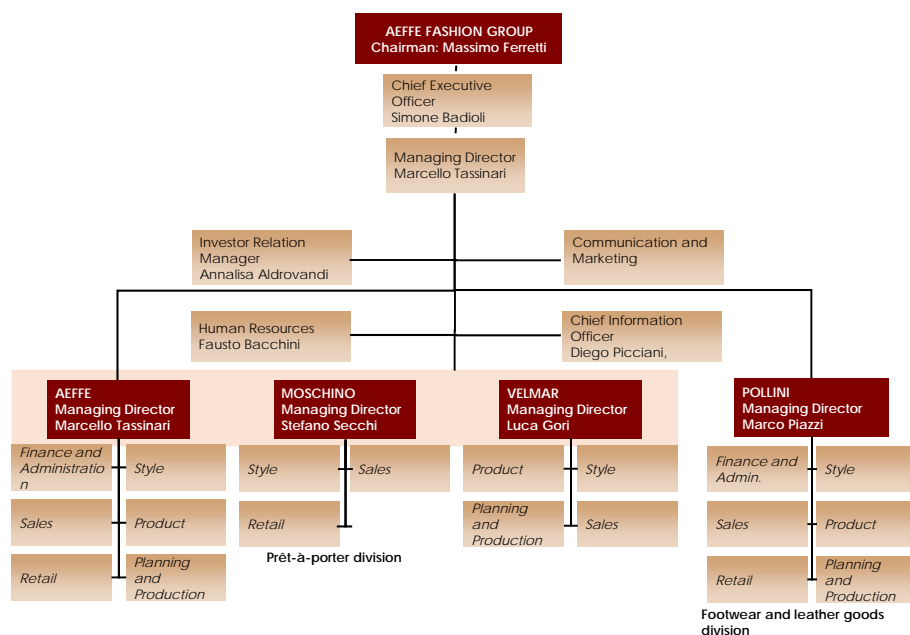 AEFFE FASHION GROUP
Chairman: Massimo Ferretti
Chief Executive
Officer
Simone Badioli
Managing Director
Marcello Tassinari
Investor Relation
Manager
Annalisa Aldrovandi
Communication and
Marketing
Human Resources
Fausto Bacchini
Chief Information
Officer
Diego Picciani,
AEFFE
Managing Director
Marcello Tassinari
MOSCHINO
Managing Director
Stefano Secchi
VELMAR
Managing Director
Luca Gori
POLLINI
Managing Director
Marco Piazzi
Finance and
Administratio
n
Style
Sales
Product
Retail
Planning
and
Production
Style
Sales
Retail
Prêt-à-porter division
Product
Style
Planning
and
Production
Sales
Finance and
Admin.
Style
Sales
Product
Retail
Planning
and
Production
Footwear and leather goods
division